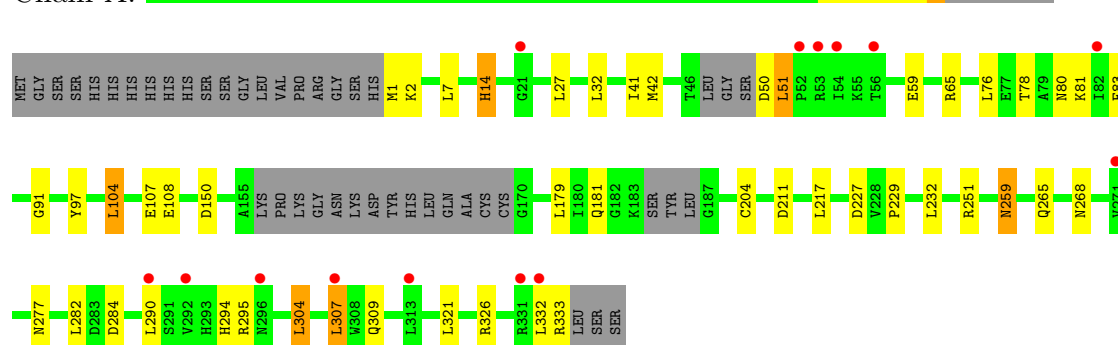 MET GLY SER SER HIS HIS HIS HIS HIS HIS SER SER GLY LEU VAL PRO ARG GLY SER HIS M1 K2 L7 H14 G21 L27 L32 I41 M42 T46 LEU GLY SER D50 L51 P52 R53 I54 K55 T56 E59 R65 L76 E77 T78 A79 N80 K81 I82
G91 Y97 L104 E107 E108 D150 A155 LYS PRO LYS GLY ASN LYS ASP TYR HIS LEU GLN ALA CYS CYS G170 L179 I180 Q181 G182 K183 SER TYR LEU G187 C204 D211 L217 D227 V228 P229 L232 R251 N259 Q265 N268
N277 L282 D283 D284 L290 S291 V292 H293 H294 R295 N296 L304 L307 W308 Q309 L313 L321 R326 R331 L332 R333 LEU SER SER